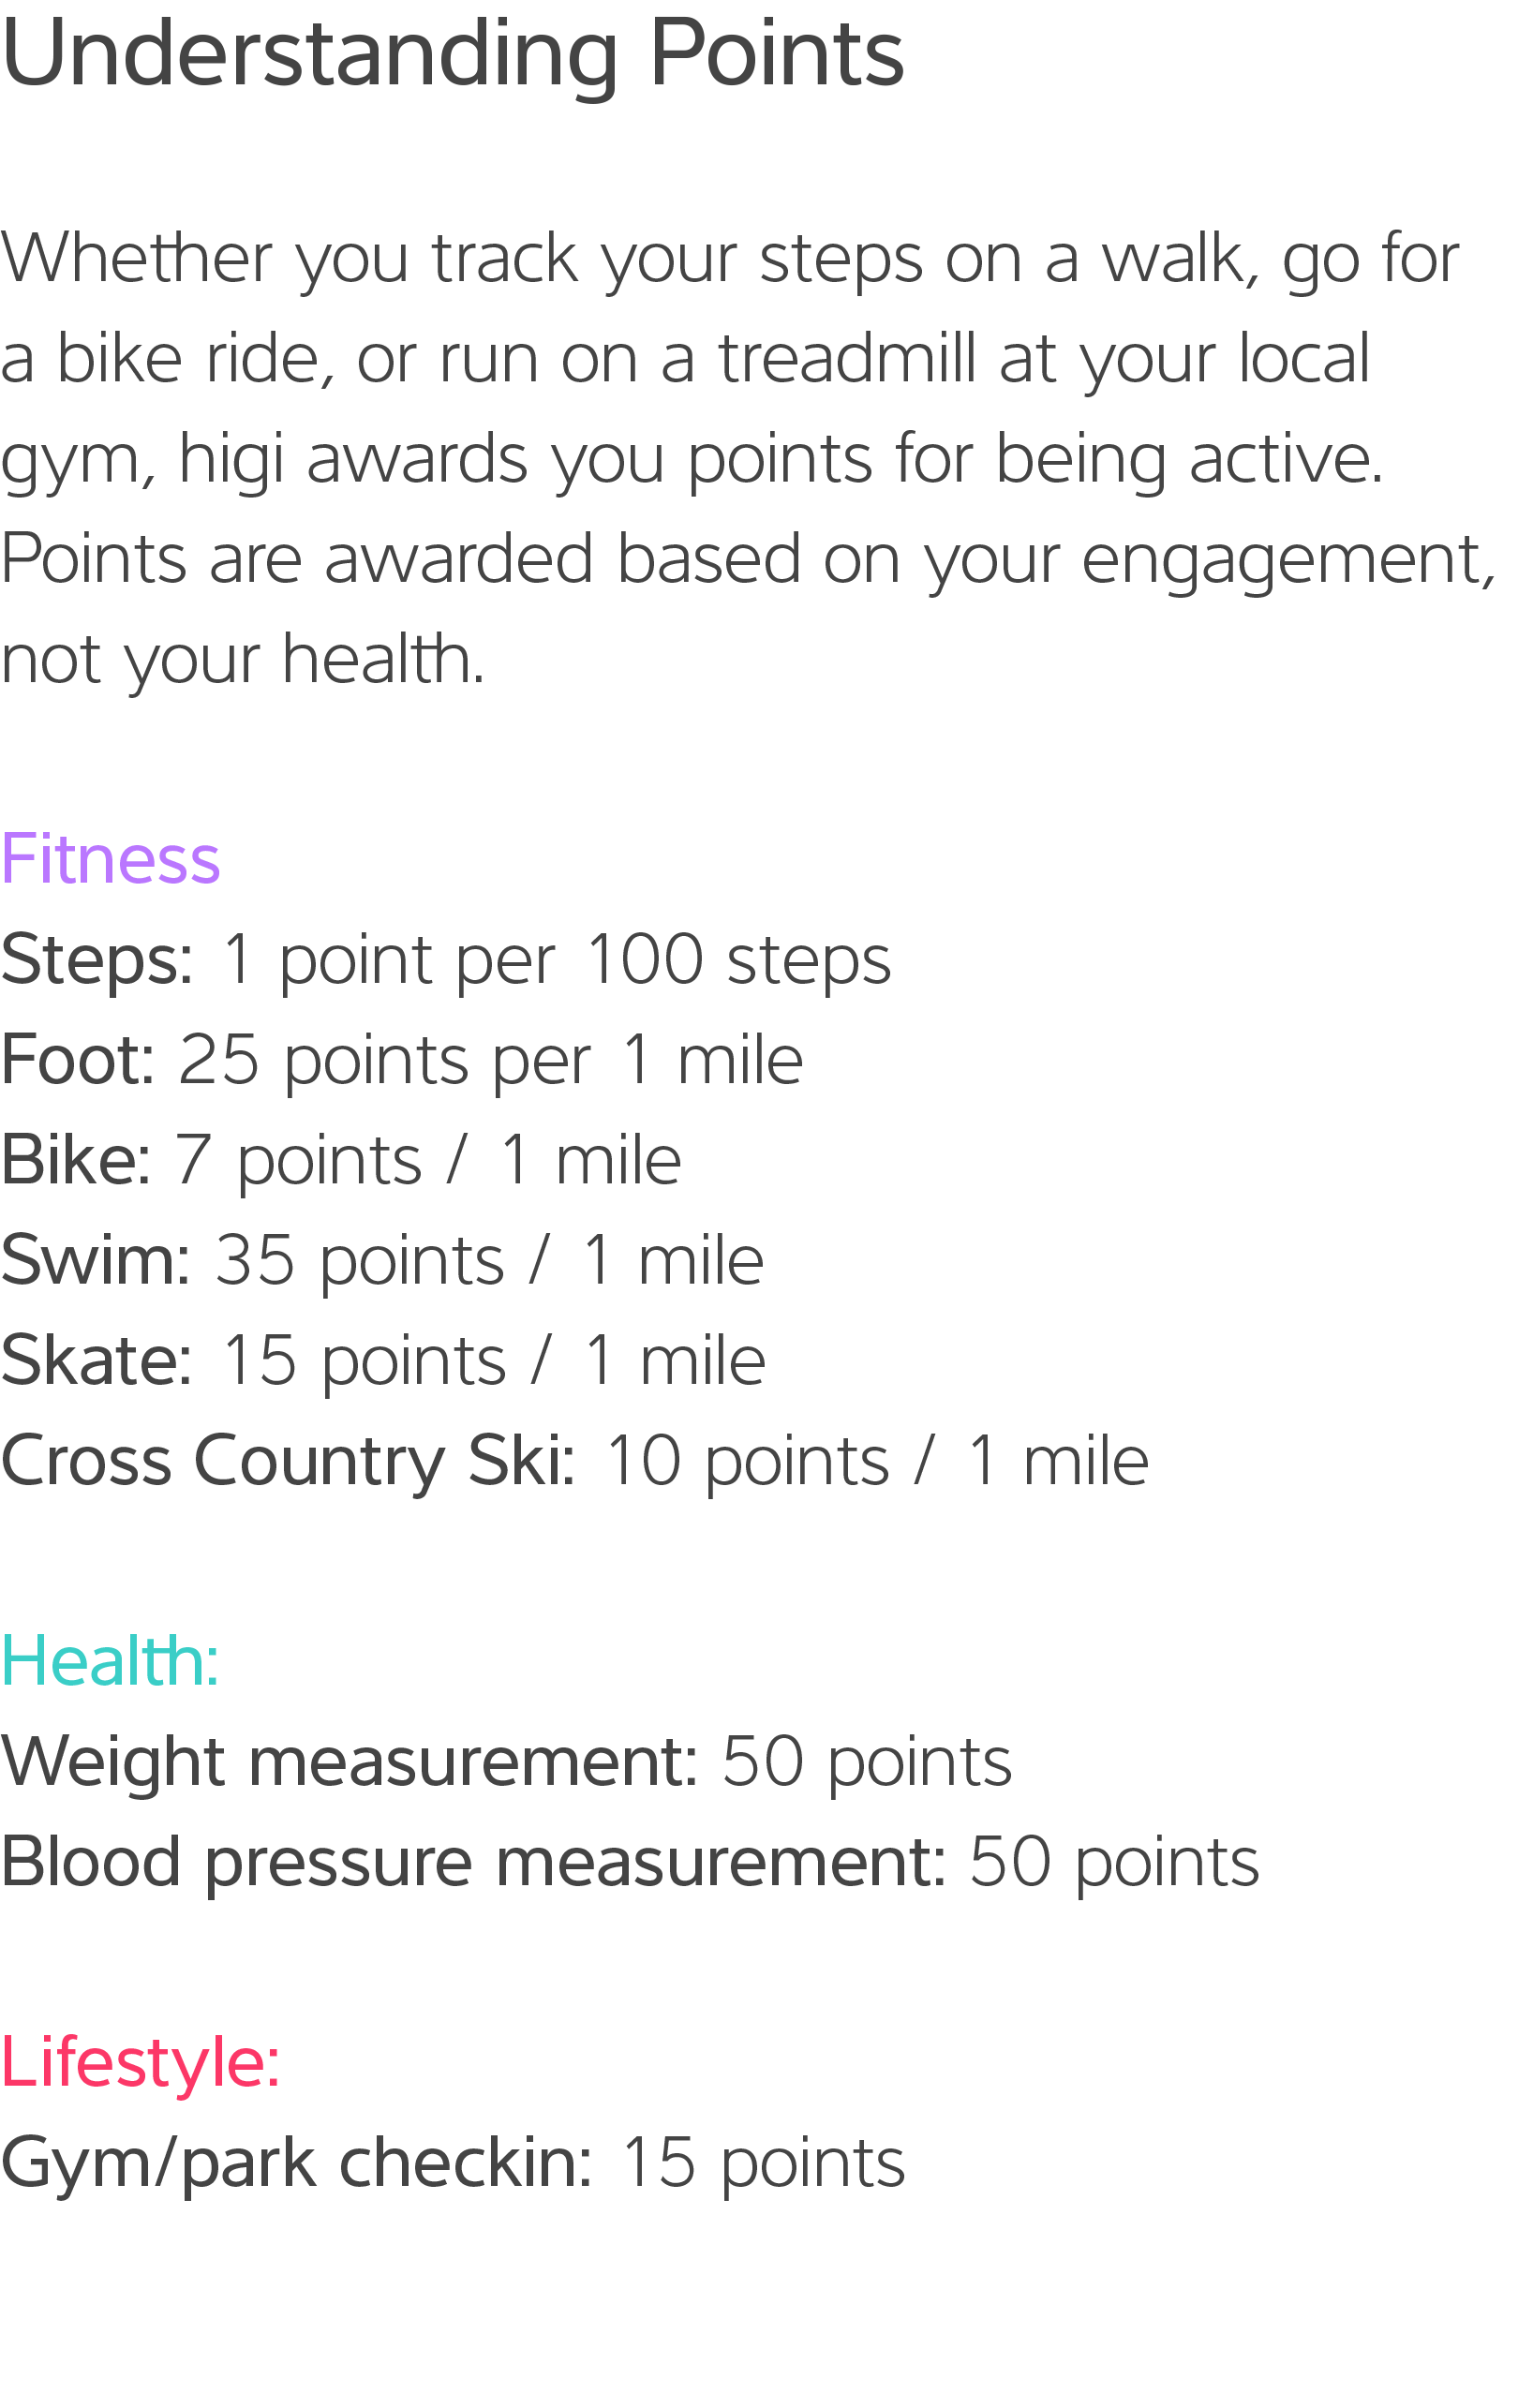 Understanding Points
Whether you track your steps on a walk, go for
a bike ride, or run on a treadmill at your local
gym, higi awards you points for being active.
Points are awarded based on your engagement,
not your health.
Fitness
Steps: 1 point per 100 steps
Foot: 25 points per 1 mile
Bike: 7 points / 1 mile
Swim: 35 points / 1 mile
Skate: 15 points / 1 mile
Cross Country Ski: 10 points / 1 mile
Health:
Weight measurement: 50 points
Blood pressure measurement: 50 points
Lifestyle:
Gym/park checkin: 15 points